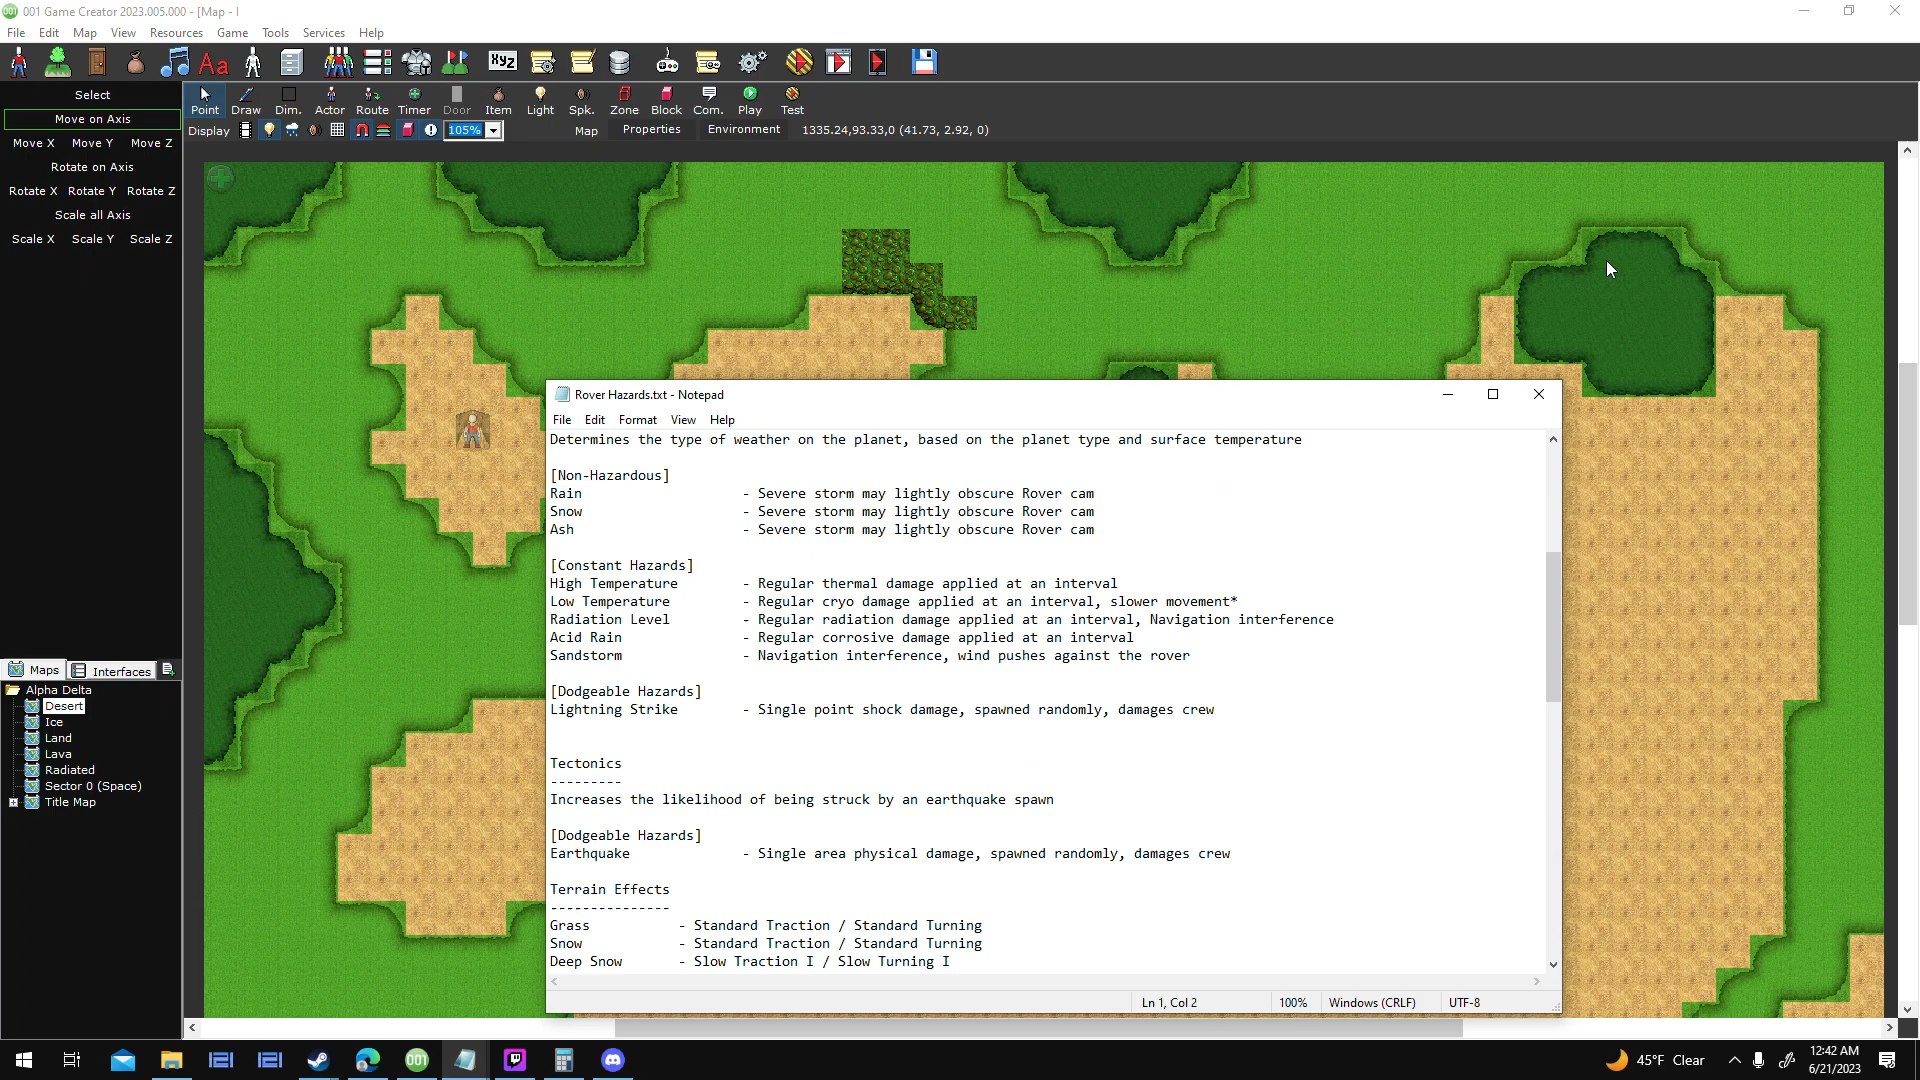 001 Game Creator 2023.005.000 - [Map - l
File Edit Map View Resources Game Tools Services Help
Aa
XYZ
Select
Move on Axis
Move X Move Y Move Z
Rotate on Axis
Rotate X Rotate Y Rotate Z
Scale all Axis
Scale X Scale Y Scale Z
Point Draw Dim. Actor Route Timer Door Item Light Spk. Zone Block Com. Play Test
Display 105% Map Properties Environment 1335.24,93.33,0 (41.73, 2.92, 0)
Rover Hazards.txt - Notepad
File Edit Format View Help
Determines the type of weather on the planet, based on the planet type and surface temperature
[Non-Hazardous]
Rain - Severe storm may lightly obscure Rover cam
Snow - Severe storm may lightly obscure Rover cam
Ash - Severe storm may lightly obscure Rover cam
[Constant Hazards]
High Temperature - Regular thermal damage applied at an interval
Low Temperature - Regular cryo damage applied at an interval, slower movement*
Radiation Level - Regular radiation damage applied at an interval, Navigation interference
Acid Rain - Regular corrosive damage applied at an interval
Sandstorm - Navigation interference, wind pushes against the rover
[Dodgeable Hazards]
Lightning Strike - Single point shock damage, spawned randomly, damages crew
Tectonics
---------
Increases the likelihood of being struck by an earthquake spawn
[Dodgeable Hazards]
Earthquake - Single area physical damage, spawned randomly, damages crew
Terrain Effects
---------------
Grass - Standard Traction / Standard Turning
Snow - Standard Traction / Standard Turning
Deep Snow - Slow Traction I / Slow Turning I
Ln 1, Col 2 100% Windows (CRLF) UTF-8
Maps Interfaces
Alpha Delta
Desert
Ice
Land
Lava
Radiated
Sector 0 (Space)
Title Map
001
45°F Clear
12:42 AM
6/21/2023